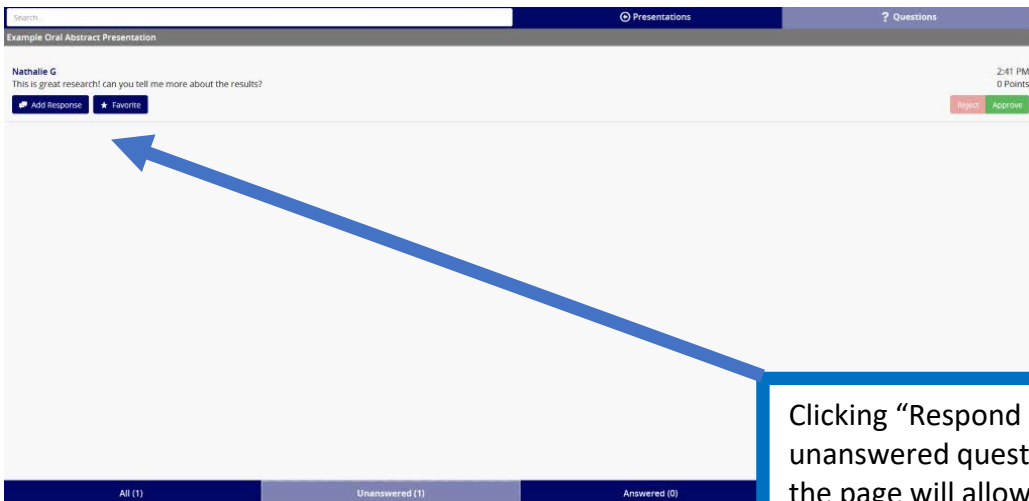 Search...
Presentations
? Questions
Example Oral Abstract Presentation
Nathalie G
2:41 PM
This is great research! can you tell me more about the results?
0 Points
Add Response
Favorite
Reject
Approve
Clicking “Respond
unanswered quest
the page will allow
All (1)
Unanswered (1)
Answered (0)